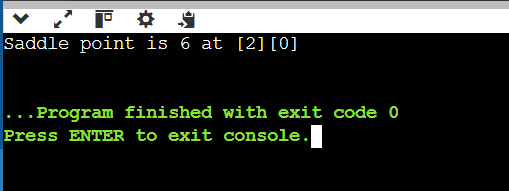 Saddle point is 6 at [2][0]
...Program finished with exit code 0
Press ENTER to exit console.